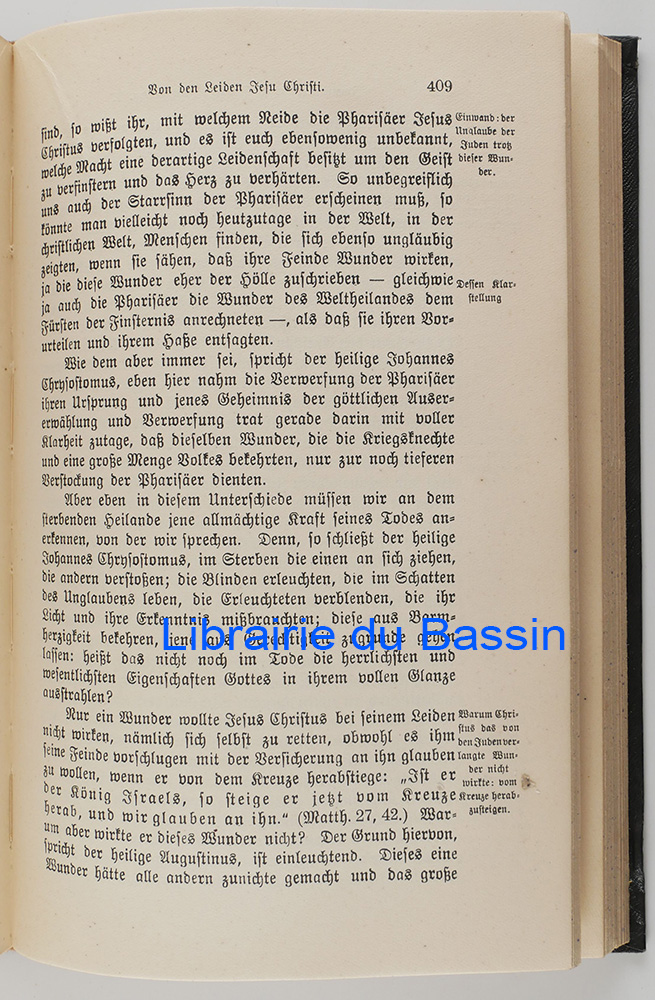 Von den Leiden Jesu Christi. 409
sind, so wißt ihr, mit welchem Neide die Pharisäer Jesus
Christus verfolgten, und es ist euch ebensowenig unbekannt,
welche Macht eine derartige Leidenschaft besitzt um den Geist
zu verfinstern und das Herz zu verhärten. So unbegreiflich
uns auch der Starrsinn der Pharisäer erscheinen muß, so
könnte man vielleicht noch heutzutage in der Welt, in der
christlichen Welt, Menschen finden, die sich ebenso ungläubig
zeigten, wenn sie sähen, daß ihre Feinde Wunder wirken,
ja die diese Wunder eher der Hölle zuschrieben — gleichwie
ja auch die Pharisäer die Wunder des Weltheilandes dem
Fürsten der Finsternis anrechneten —, als daß sie ihren Vor-
urteilen und ihrem Haße entsagten.
Einwand: der
Unglaube der
Juden trotz
dieser Wun-
der.
Dessen Klar-
stellung
Wie dem aber immer sei, spricht der heilige Johannes
Chrysostomus, eben hier nahm die Verwerfung der Pharisäer
ihren Ursprung und jenes Geheimnis der göttlichen Auser-
erwählung und Verwerfung trat gerade darin mit voller
Klarheit zutage, daß dieselben Wunder, die die Kriegsknechte
und eine große Menge Volkes bekehrten, nur zur noch tieferen
Verstockung der Pharisäer dienten.
Aber eben in diesem Unterschiede müssen wir an dem
sterbenden Heilande jene allmächtige Kraft seines Todes an-
erkennen, von der wir sprechen. Denn, so schließt der heilige
Johannes Chrysostomus, im Sterben die einen an sich ziehen,
die andern verstoßen; die Blinden erleuchten, die im Schatten
des Unglaubens leben, die Erleuchteten verblenden, die ihr
Licht und ihre Erkenntnis mißbrauchten; diese aus Barm-
herzigkeit bekehren, jene aus Gerechtigkeit zugrunde gehen
lassen: heißt das nicht noch im Tode die herrlichsten und
wesentlichsten Eigenschaften Gottes in ihrem vollen Glanze
ausstrahlen?
Librairie du Bassin
Nur ein Wunder wollte Jesus Christus bei seinem Leiden
nicht wirken, nämlich sich selbst zu retten, obwohl es ihm
seine Feinde vorschlugen mit der Versicherung an ihn glauben
zu wollen, wenn er von dem Kreuze herabstiege: „Ist er
der König Israels, so steige er jetzt vom Kreuze
herab, und wir glauben an ihn.“ (Matth. 27, 42.) War-
um aber wirkte er dieses Wunder nicht? Der Grund hiervon,
spricht der heilige Augustinus, ist einleuchtend. Dieses eine
Wunder hätte alle andern zunichte gemacht und das große
Warum Chri-
stus das von
den Juden ver-
langte Wun-
der nicht
wirkte: vom
Kreuze herab-
zusteigen.